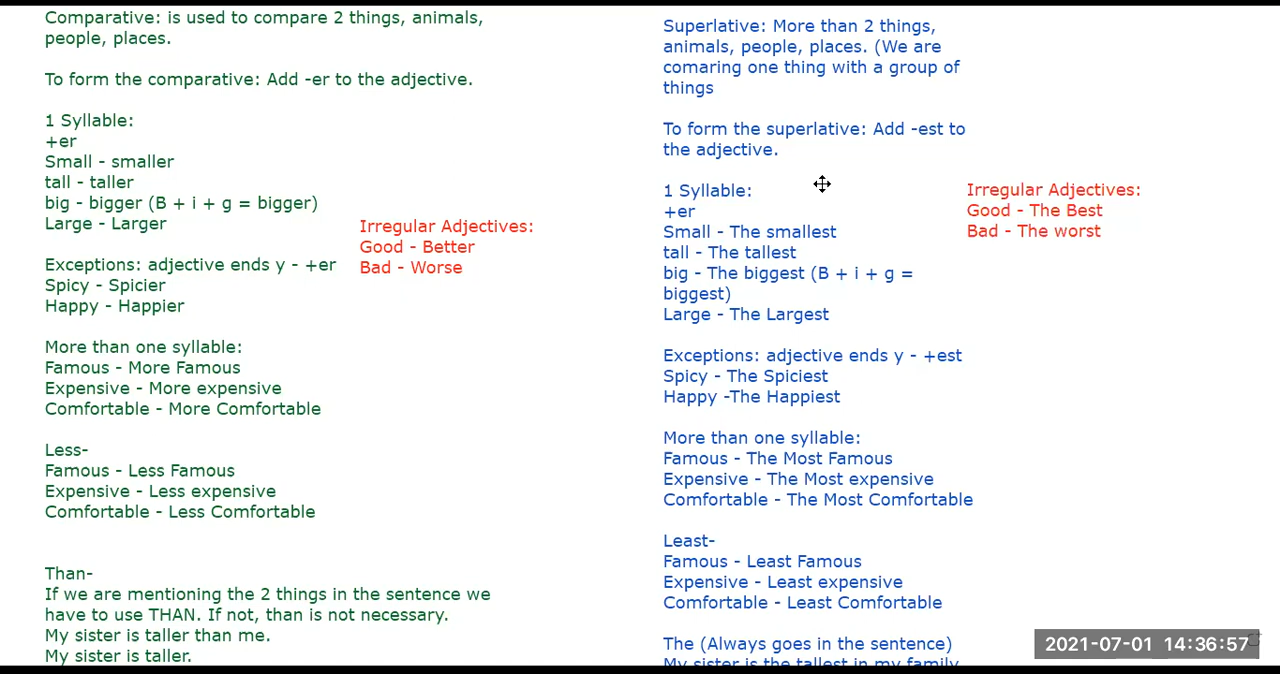 Comparative: is used to compare 2 things, animals,
people, places.
To form the comparative: Add -er to the adjective.
1 Syllable:
+er
Small - smaller
tall - taller
big - bigger (B + i + g = bigger)
Large - Larger
Exceptions: adjective ends y - +er
Spicy - Spicier
Happy - Happier
More than one syllable:
Famous - More Famous
Expensive - More expensive
Comfortable - More Comfortable
Less-
Famous - Less Famous
Expensive - Less expensive
Comfortable - Less Comfortable
Than-
If we are mentioning the 2 things in the sentence we
have to use THAN. If not, than is not necessary.
My sister is taller than me.
My sister is taller.
Irregular Adjectives:
Good - Better
Bad - Worse
Superlative: More than 2 things,
animals, people, places. (We are
comaring one thing with a group of
things
To form the superlative: Add -est to
the adjective.
1 Syllable:
+er
Small - The smallest
tall - The tallest
big - The biggest (B + i + g =
biggest)
Large - The Largest
Exceptions: adjective ends y - +est
Spicy - The Spiciest
Happy -The Happiest
More than one syllable:
Famous - The Most Famous
Expensive - The Most expensive
Comfortable - The Most Comfortable
Least-
Famous - Least Famous
Expensive - Least expensive
Comfortable - Least Comfortable
The (Always goes in the sentence)
My sister is the tallest in my family
Irregular Adjectives:
Good - The Best
Bad - The worst
2021-07-01 14:36:57